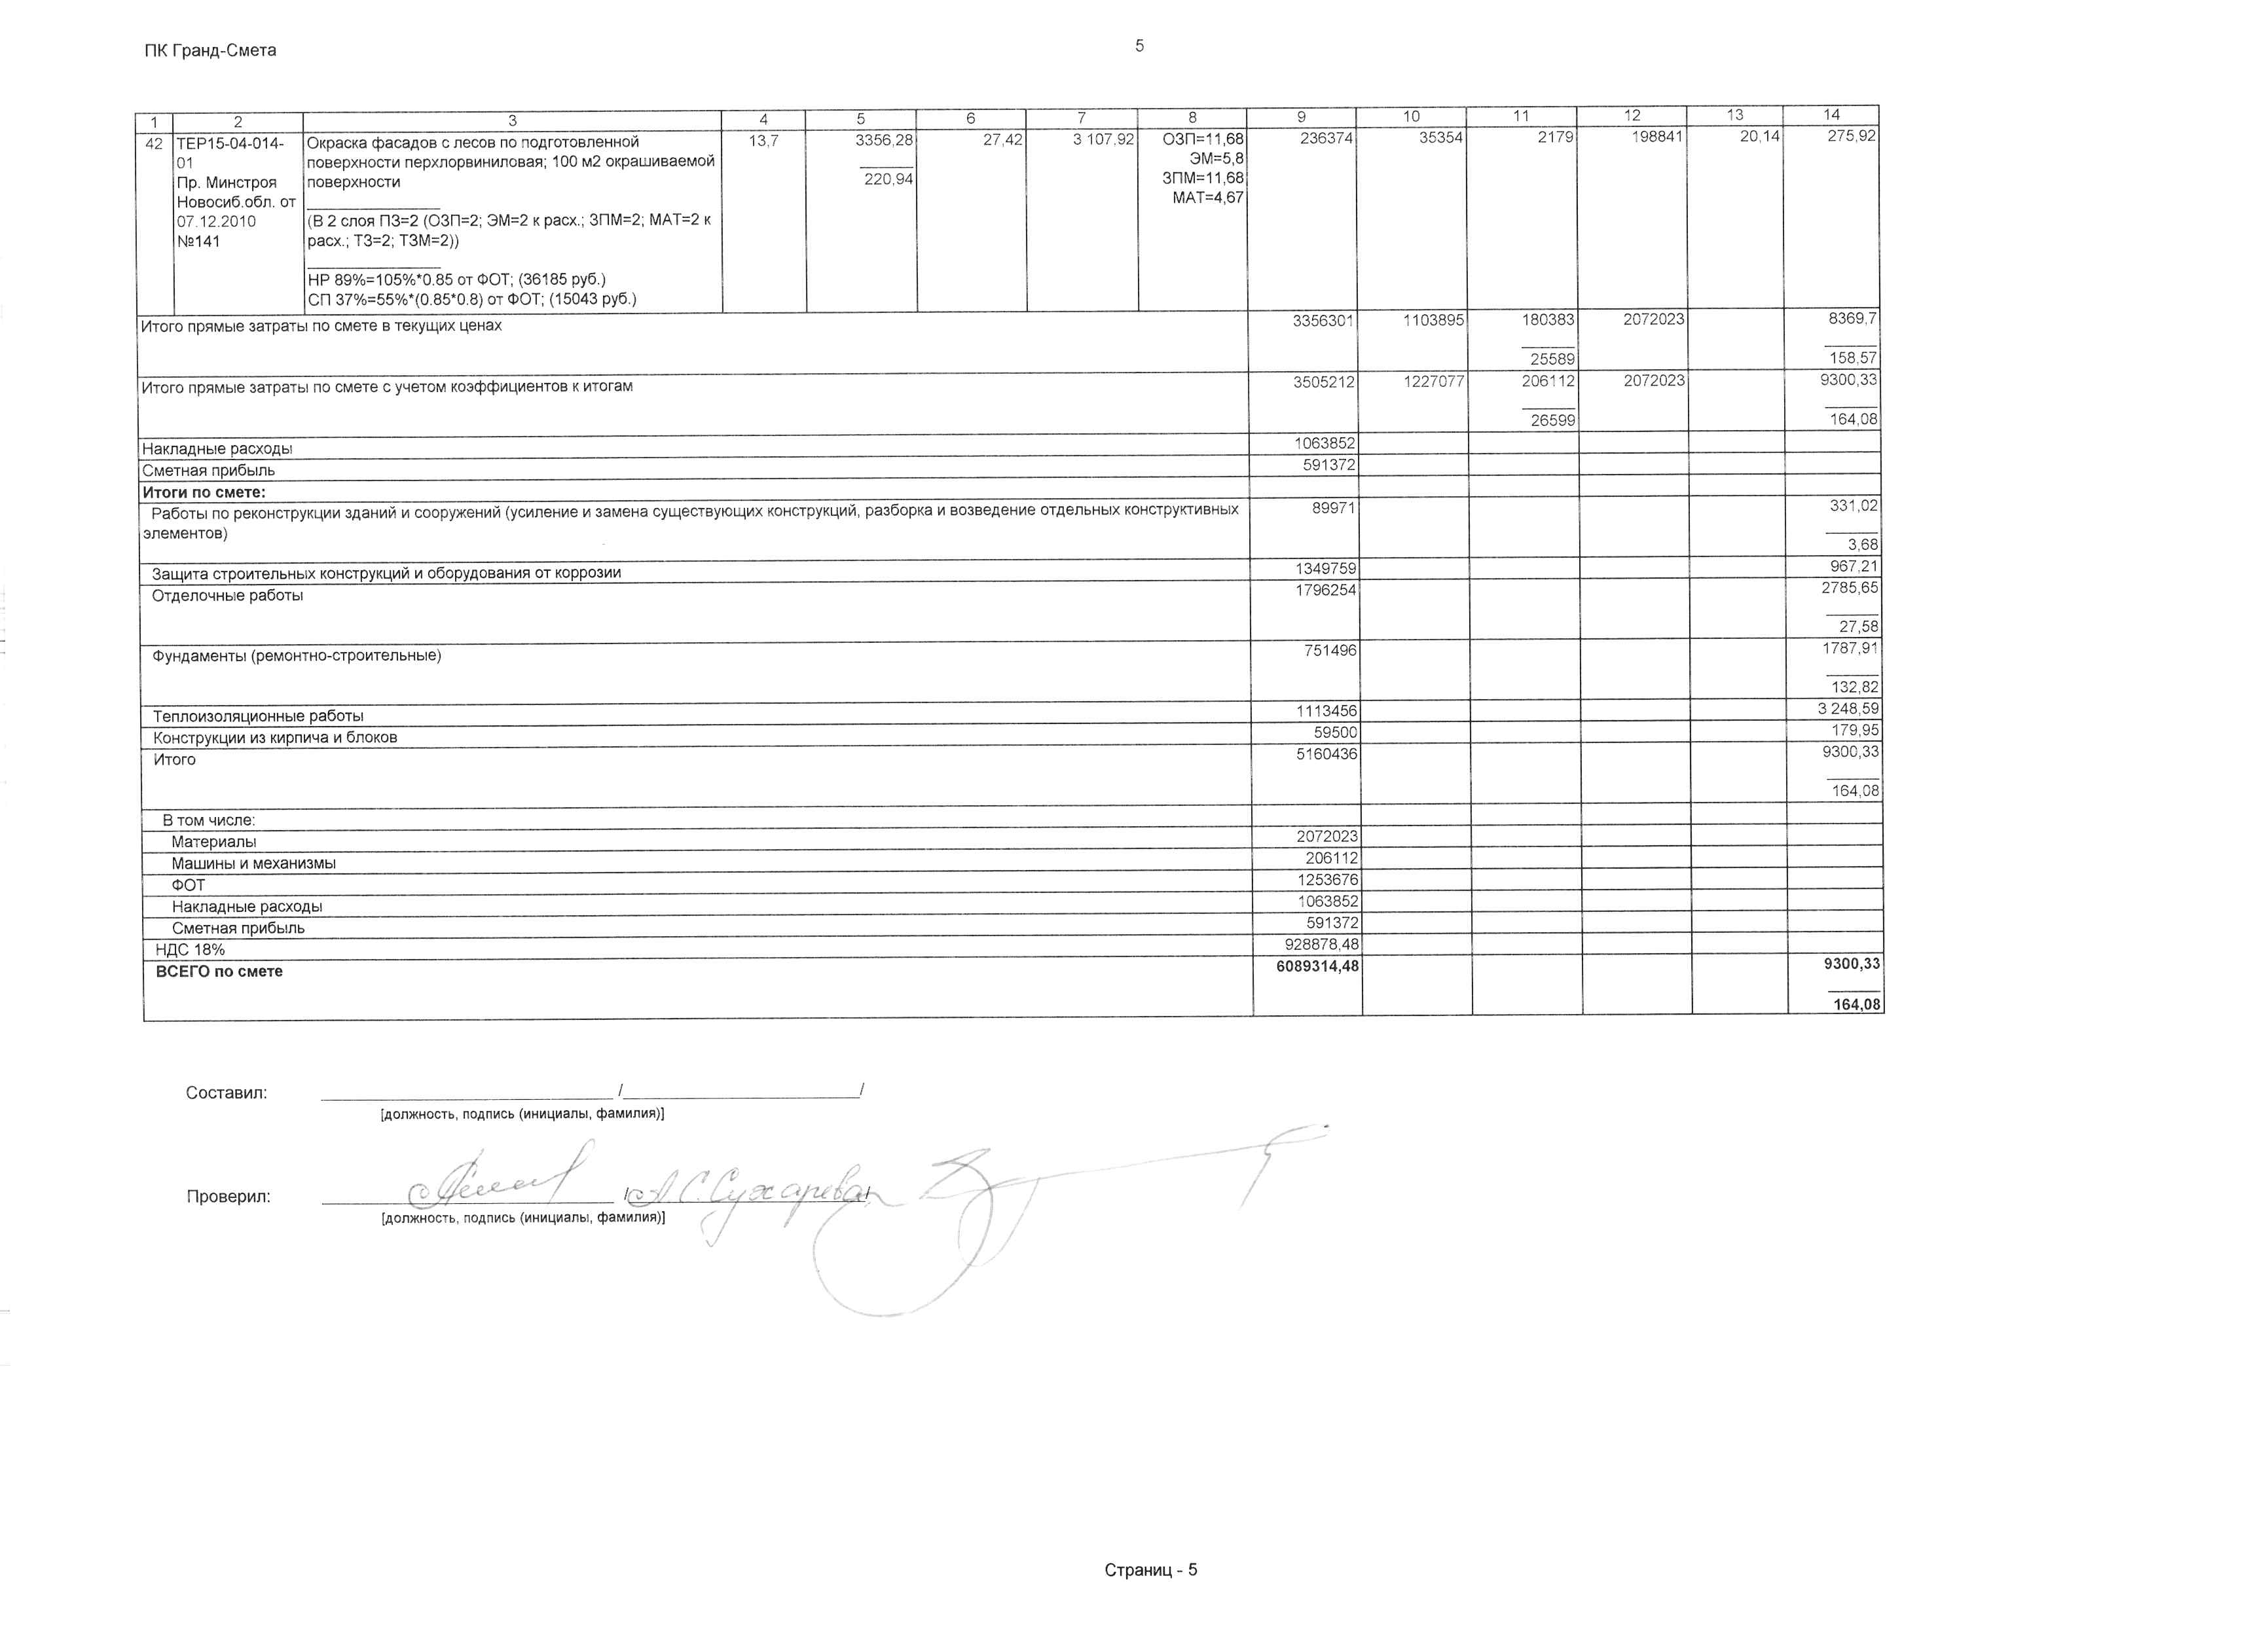 ПК Гранд-Смета
5
1 2 3 4 5 6 7 8 9 10 11 12 13 14
42 ТЕР15-04-014- Окраска фасадов с лесов по подготовленной 13,7 3356,28 27,42 3 107,92 ОЗП=11,68 236374 35354 2179 198841 20,14 275,92
01 поверхности перхлорвиниловая; 100 м2 окрашиваемой ЭМ=5,8
Пр. Минстроя поверхности 220,94 ЗПМ=11,68
Новосиб.обл. от МАТ=4,67
07.12.2010 (В 2 слоя ПЗ=2 (ОЗП=2; ЭМ=2 к расх.; ЗПМ=2; МАТ=2 к
№141 расх.; ТЗ=2; ТЗМ=2))
НР 89%=105%*0.85 от ФОТ; (36185 руб.)
СП 37%=55%*(0.85*0.8) от ФОТ; (15043 руб.)
Итого прямые затраты по смете в текущих ценах 3356301 1103895 180383 2072023 8369,7
25589 158,57
Итого прямые затраты по смете с учетом коэффициентов к итогам 3505212 1227077 206112 2072023 9300,33
26599 164,08
Накладные расходы 1063852
Сметная прибыль 591372
Итоги по смете:
Работы по реконструкции зданий и сооружений (усиление и замена существующих конструкций, разборка и возведение отдельных конструктивных 89971 331,02
элементов)
3,68
Защита строительных конструкций и оборудования от коррозии 1349759 967,21
Отделочные работы 1796254 2785,65
27,58
Фундаменты (ремонтно-строительные) 751496 1787,91
132,82
Теплоизоляционные работы 1113456 3 248,59
Конструкции из кирпича и блоков 59500 179,95
Итого 5160436 9300,33
164,08
В том числе:
Материалы 2072023
Машины и механизмы 206112
ФОТ 1253676
Накладные расходы 1063852
Сметная прибыль 591372
НДС 18% 928878,48
ВСЕГО по смете 6089314,48 9300,33
164,08
Составил: / /
[должность, подпись (инициалы, фамилия)]
Проверил: /А.С. Сухарева/
[должность, подпись (инициалы, фамилия)]
Страниц - 5